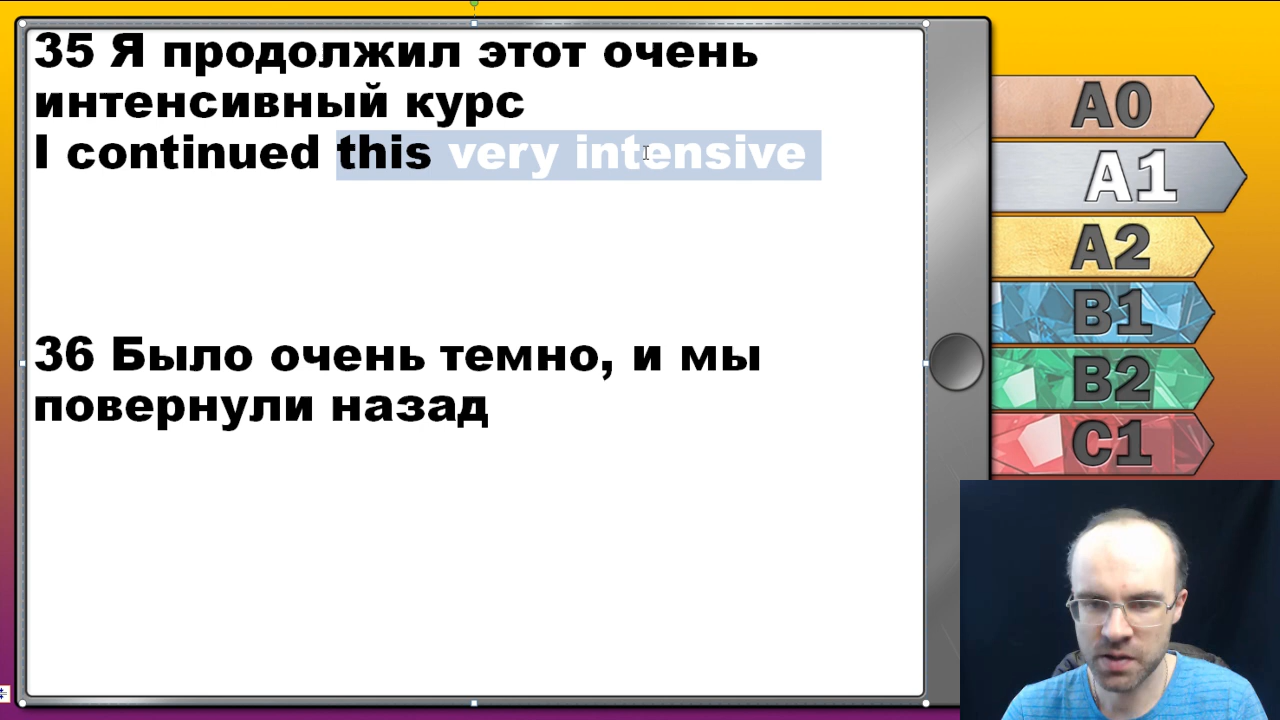 35 Я продолжил этот очень
интенсивный курс
I continued this very intensive
36 Было очень темно, и мы
повернули назад
A0
A1
A2
B1
B2
C1